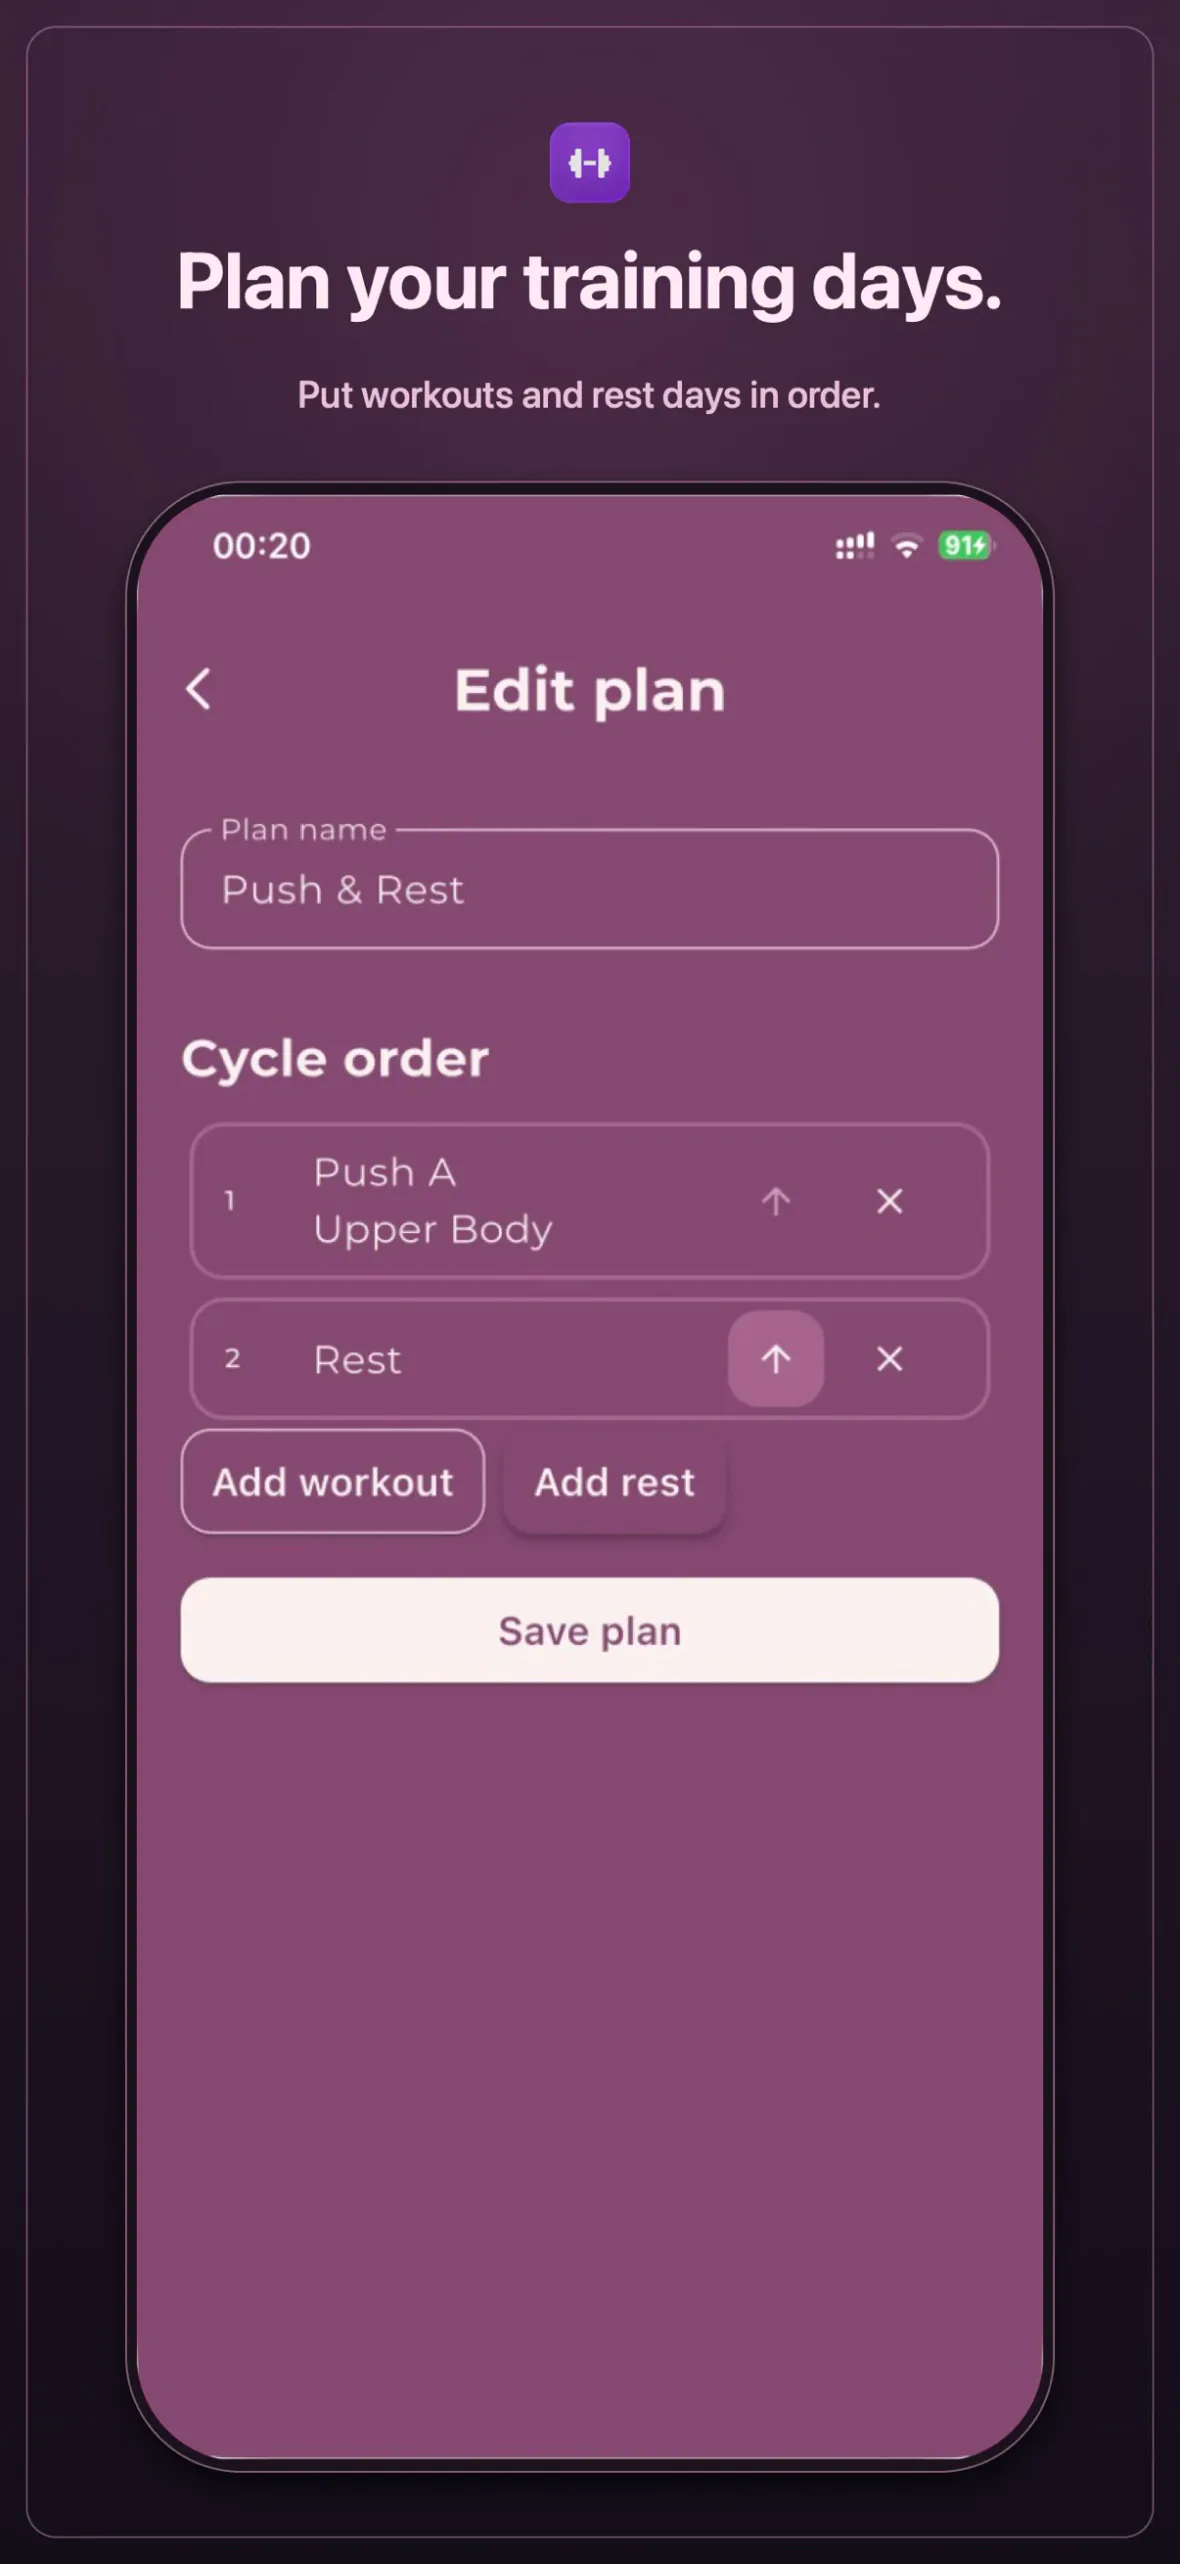 Plan your training days.
Put workouts and rest days in order.
00:20
91
Edit plan
Plan name
Push & Rest
Cycle order
1
Push A
Upper Body
2
Rest
Add workout
Add rest
Save plan